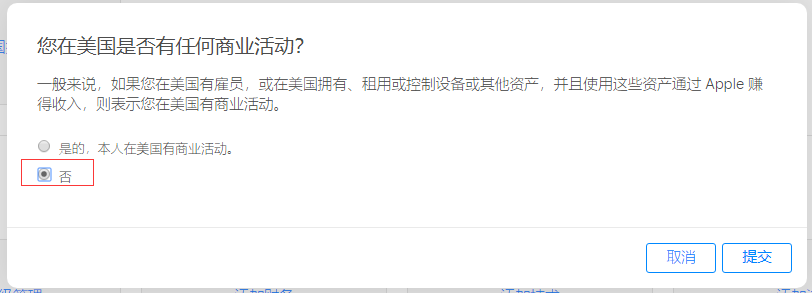 您在美国是否有任何商业活动？
一般来说，如果您在美国有雇员，或在美国拥有、租用或控制设备或其他资产，并且使用这些资产通过 Apple 赚
得收入，则表示您在美国有商业活动。
是的，本人在美国有商业活动。
否
取消
提交